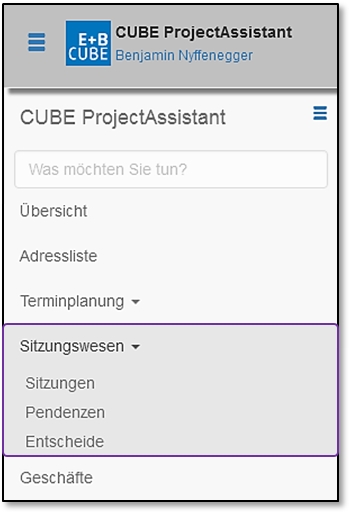 E+B
CUBE
CUBE ProjectAssistant
Benjamin Nyffenegger
CUBE ProjectAssistant
Was möchten Sie tun?
Übersicht
Adressliste
Terminplanung
Sitzungswesen
Sitzungen
Pendenzen
Entscheide
Geschäfte